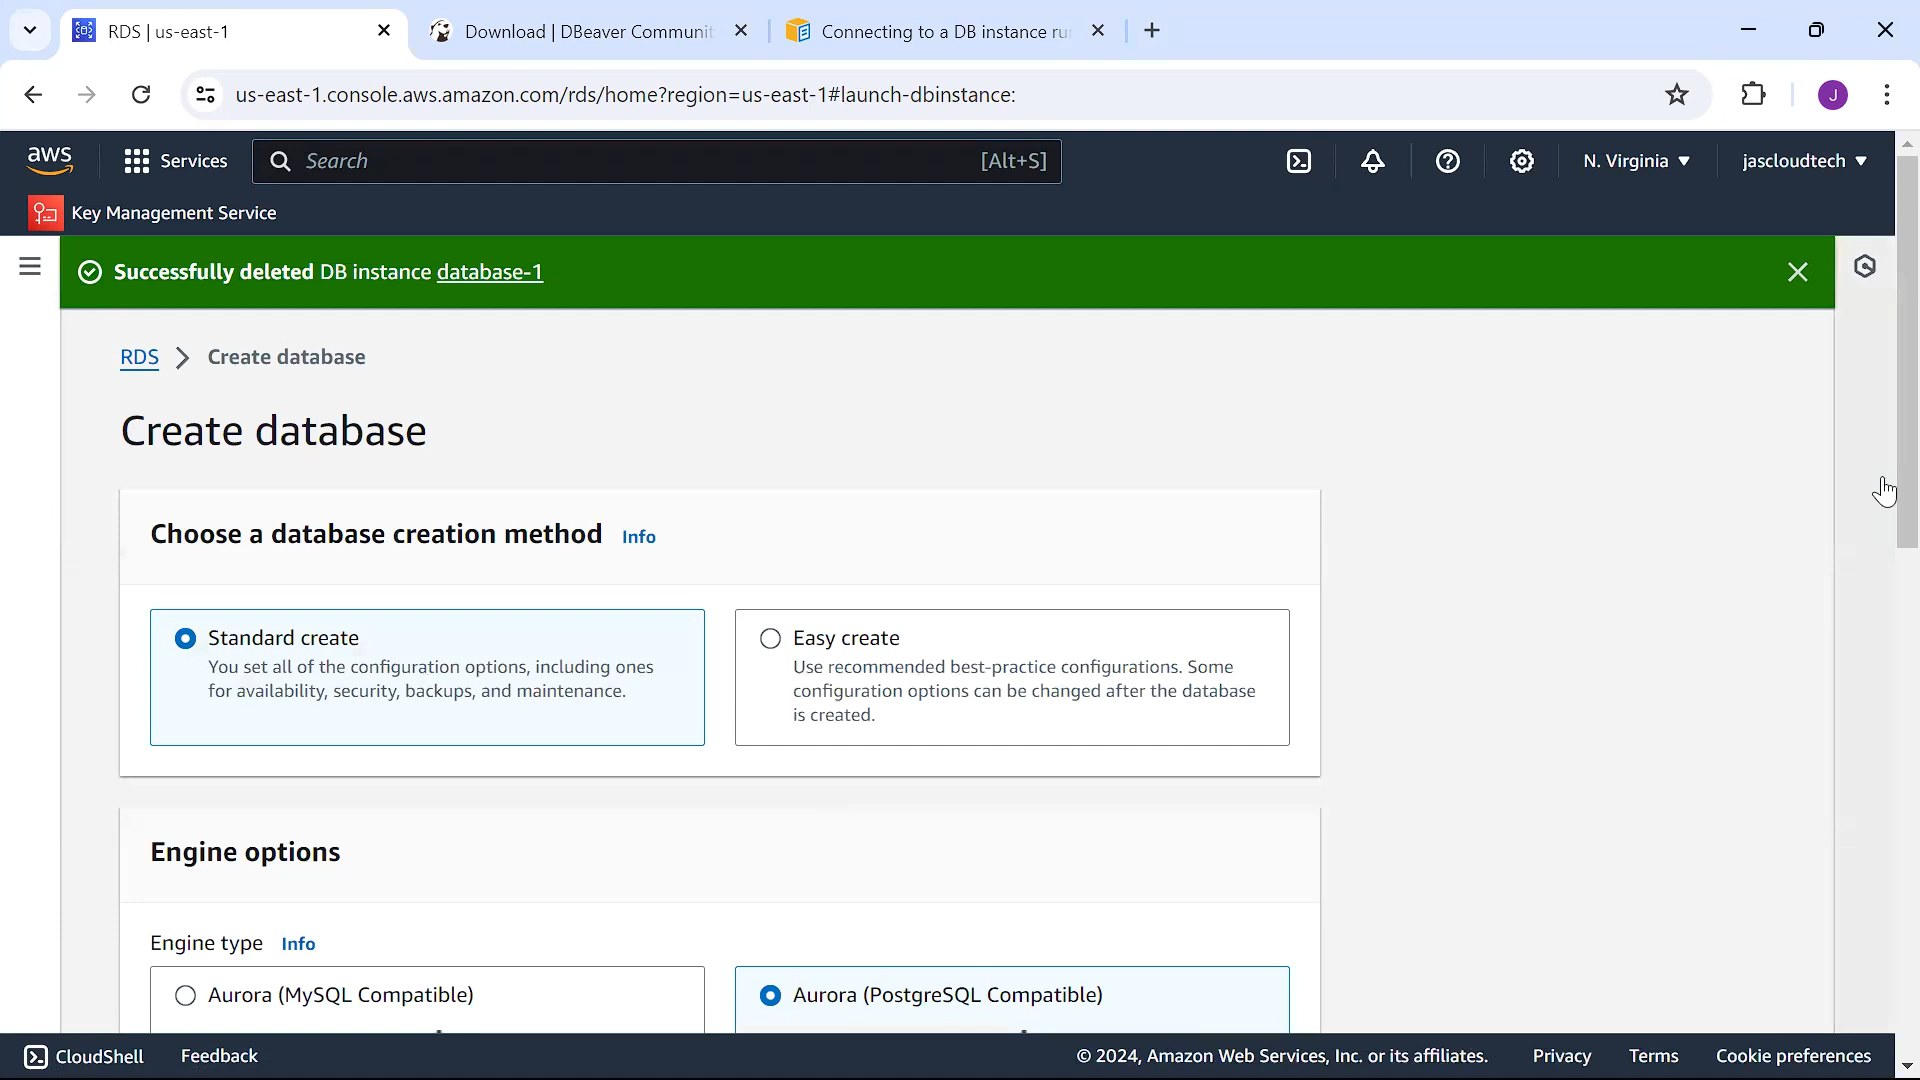 RDS | us-east-1
Download | DBeaver Communit
Connecting to a DB instance ru
us-east-1.console.aws.amazon.com/rds/home?region=us-east-1#launch-dbinstance:
J
aws
Services
Search
[Alt+S]
N. Virginia
jascloudtech
Key Management Service
Successfully deleted DB instance database-1
RDS
Create database
Create database
Choose a database creation method Info
Standard create
You set all of the configuration options, including ones
for availability, security, backups, and maintenance.
Easy create
Use recommended best-practice configurations. Some
configuration options can be changed after the database
is created.
Engine options
Engine type Info
Aurora (MySQL Compatible)
Aurora (PostgreSQL Compatible)
CloudShell
Feedback
© 2024, Amazon Web Services, Inc. or its affiliates.
Privacy
Terms
Cookie preferences